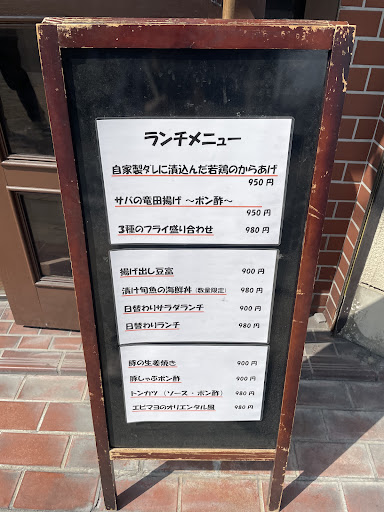 ランチメニュー
自家製ダレに漬込んだ若鶏のからあげ
950円
サバの竜田揚げ ～ポン酢～
950円
3種のフライ盛り合わせ 980円
揚げ出し豆富 900円
漬け旬魚の海鮮丼（数量限定） 980円
日替わりサラダランチ 900円
日替わりランチ 980円
豚の生姜焼き 900円
豚しゃぶポン酢 900円
トンカツ（ソース・ポン酢） 980円
エビマヨのオリエンタル風 980円